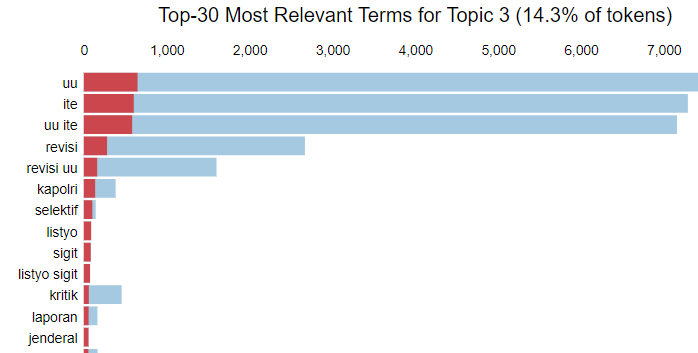 Top-30 Most Relevant Terms for Topic 3 (14.3% of tokens)
0 1,000 2,000 3,000 4,000 5,000 6,000 7,000
uu
ite
uu ite
revisi
revisi uu
kapolri
selektif
listyo
sigit
listyo sigit
kritik
laporan
jenderal